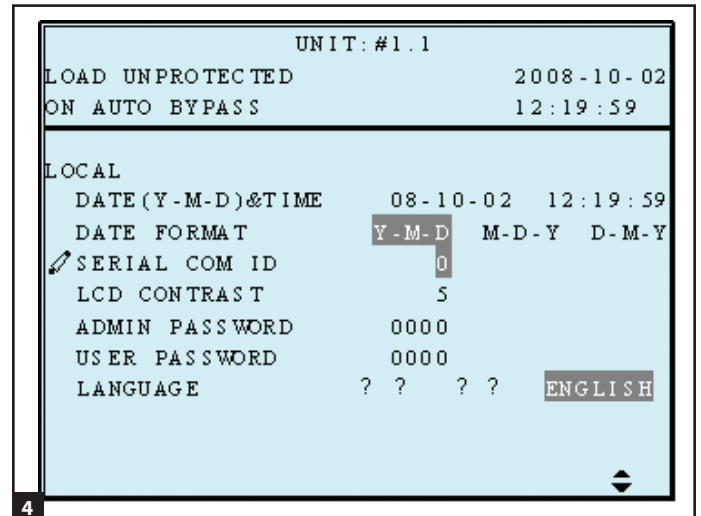 UNIT:#1.1
LOAD UNPROTECTED 2008-10-02
ON AUTO BYPASS 12:19:59
LOCAL
DATE(Y-M-D)&TIME 08-10-02 12:19:59
DATE FORMAT Y-M-D M-D-Y D-M-Y
SERIAL COM ID 0
LCD CONTRAST 5
ADMIN PASSWORD 0000
USER PASSWORD 0000
LANGUAGE ? ? ? ? ENGLISH
4